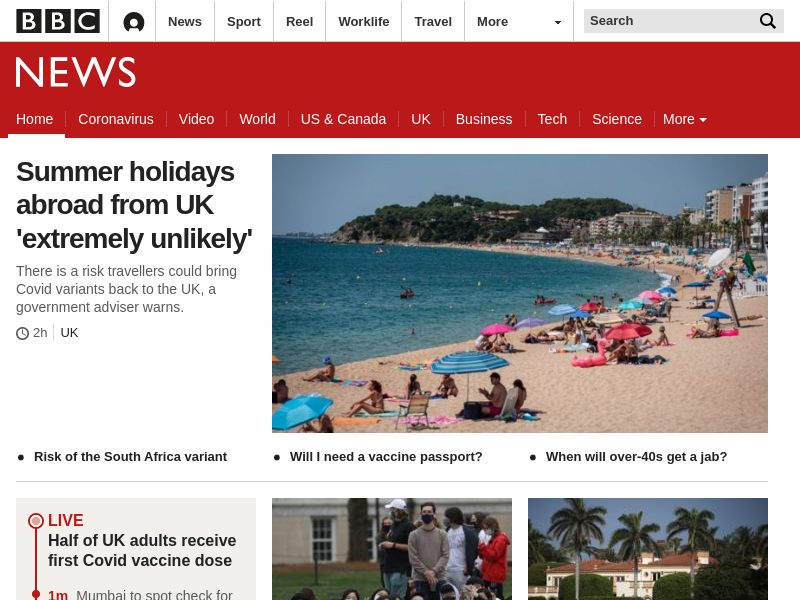 BBC
News
Sport
Reel
Worklife
Travel
More
Search
NEWS
Home
Coronavirus
Video
World
US & Canada
UK
Business
Tech
Science
More
Summer holidays
abroad from UK
'extremely unlikely'
There is a risk travellers could bring
Covid variants back to the UK, a
government adviser warns.
2h
UK
Risk of the South Africa variant
Will I need a vaccine passport?
When will over-40s get a jab?
LIVE
Half of UK adults receive
first Covid vaccine dose
1m Mumbai to spot check for